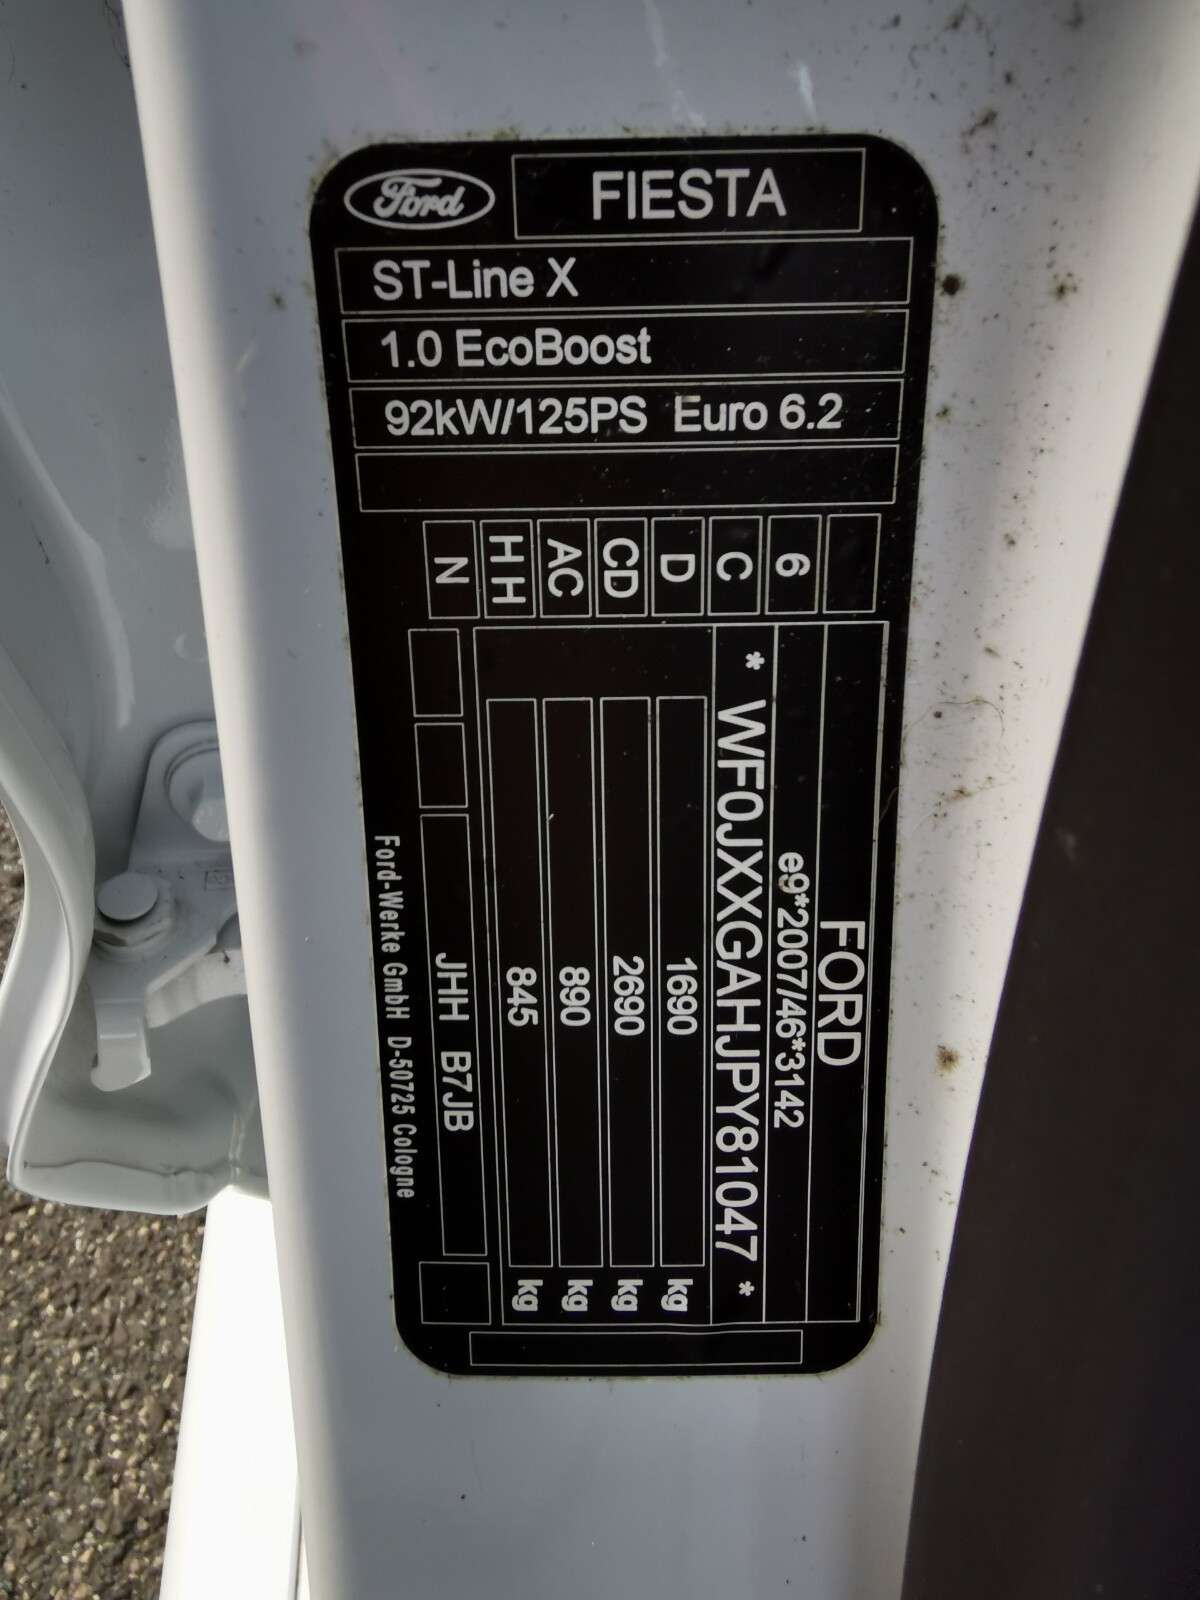 Ford
FIESTA
ST-Line X
1.0 EcoBoost
92kW/125PS Euro 6.2
6
C
D
CD
AC
HH
N
FORD
e9*2007/46*3142
* WF0JXXGAHJPY81047 *
1690 kg
2690 kg
890 kg
845 kg
JHH B7JB
Ford-Werke GmbH D-50725 Cologne